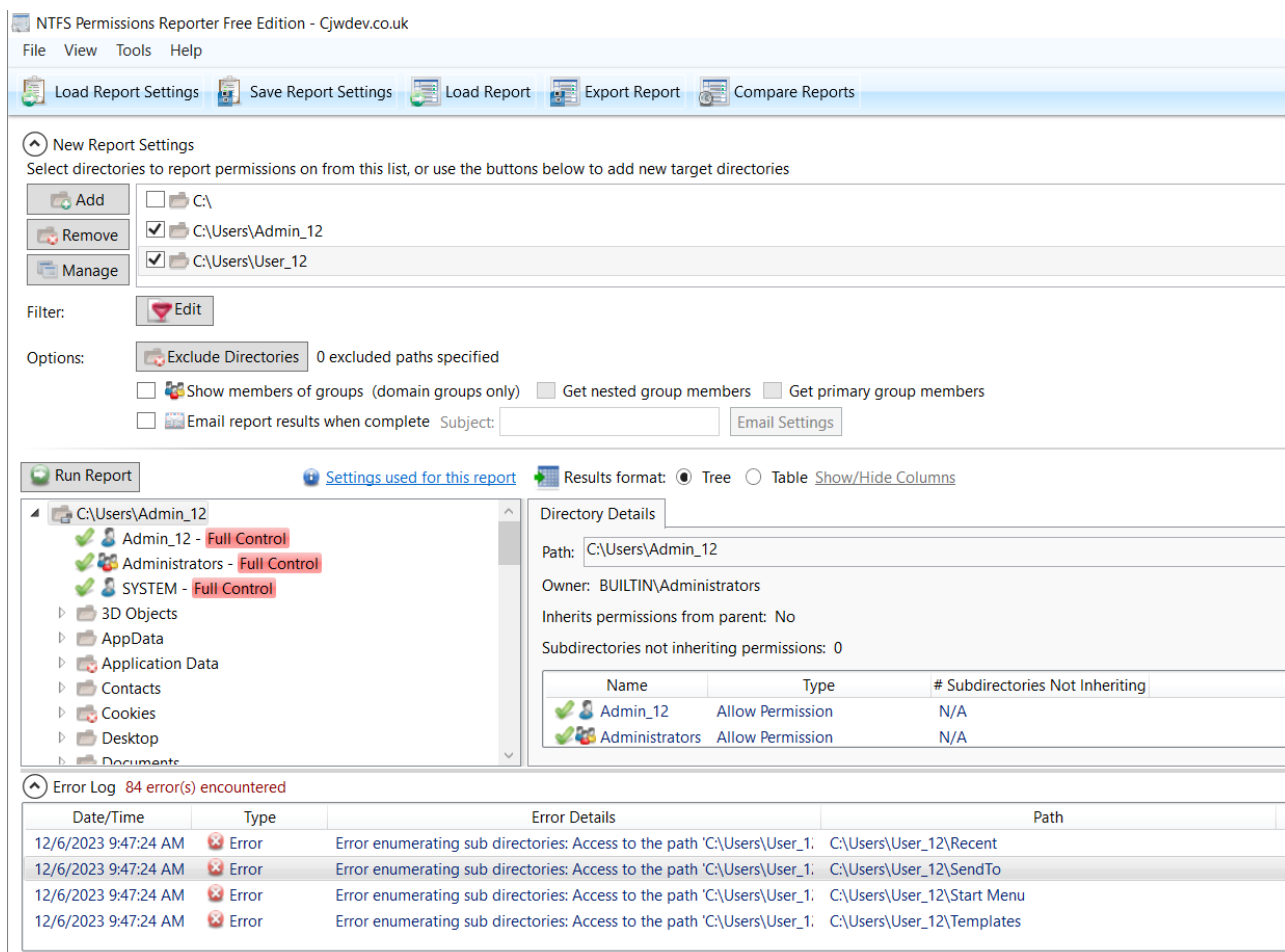 NTFS Permissions Reporter Free Edition - Cjwdev.co.uk
File View Tools Help
Load Report Settings Save Report Settings Load Report Export Report Compare Reports
New Report Settings
Select directories to report permissions on from this list, or use the buttons below to add new target directories
Add C:\
Remove C:\Users\Admin_12
Manage C:\Users\User_12
Filter: Edit
Options: Exclude Directories 0 excluded paths specified
Show members of groups (domain groups only) Get nested group members Get primary group members
Email report results when complete Subject: Email Settings
Run Report Settings used for this report Results format: Tree Table Show/Hide Columns
C:\Users\Admin_12
Admin_12 - Full Control
Administrators - Full Control
SYSTEM - Full Control
3D Objects
AppData
Application Data
Contacts
Cookies
Desktop
Documents
Directory Details
Path: C:\Users\Admin_12
Owner: BUILTIN\Administrators
Inherits permissions from parent: No
Subdirectories not inheriting permissions: 0
Name Type # Subdirectories Not Inheriting
Admin_12 Allow Permission N/A
Administrators Allow Permission N/A
Error Log 84 error(s) encountered
Date/Time Type Error Details Path
12/6/2023 9:47:24 AM Error Error enumerating sub directories: Access to the path 'C:\Users\User_1 C:\Users\User_12\Recent
12/6/2023 9:47:24 AM Error Error enumerating sub directories: Access to the path 'C:\Users\User_1 C:\Users\User_12\SendTo
12/6/2023 9:47:24 AM Error Error enumerating sub directories: Access to the path 'C:\Users\User_1 C:\Users\User_12\Start Menu
12/6/2023 9:47:24 AM Error Error enumerating sub directories: Access to the path 'C:\Users\User_1 C:\Users\User_12\Templates